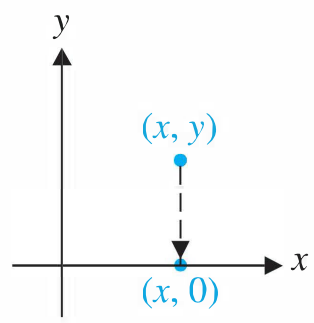 y
(x, y)
x
(x, 0)